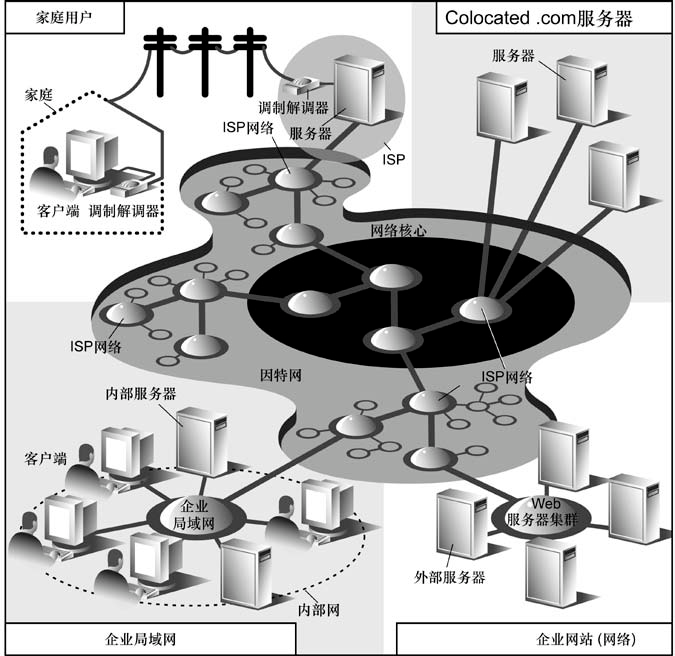 家庭用户
Colocated .com服务器
服务器
家庭
调制解调器
ISP网络
服务器
ISP
客户端
调制解调器
网络核心
ISP网络
因特网
ISP网络
内部服务器
客户端
企业
局域网
Web
服务器集群
外部服务器
内部网
企业局域网
企业网站 (网络)